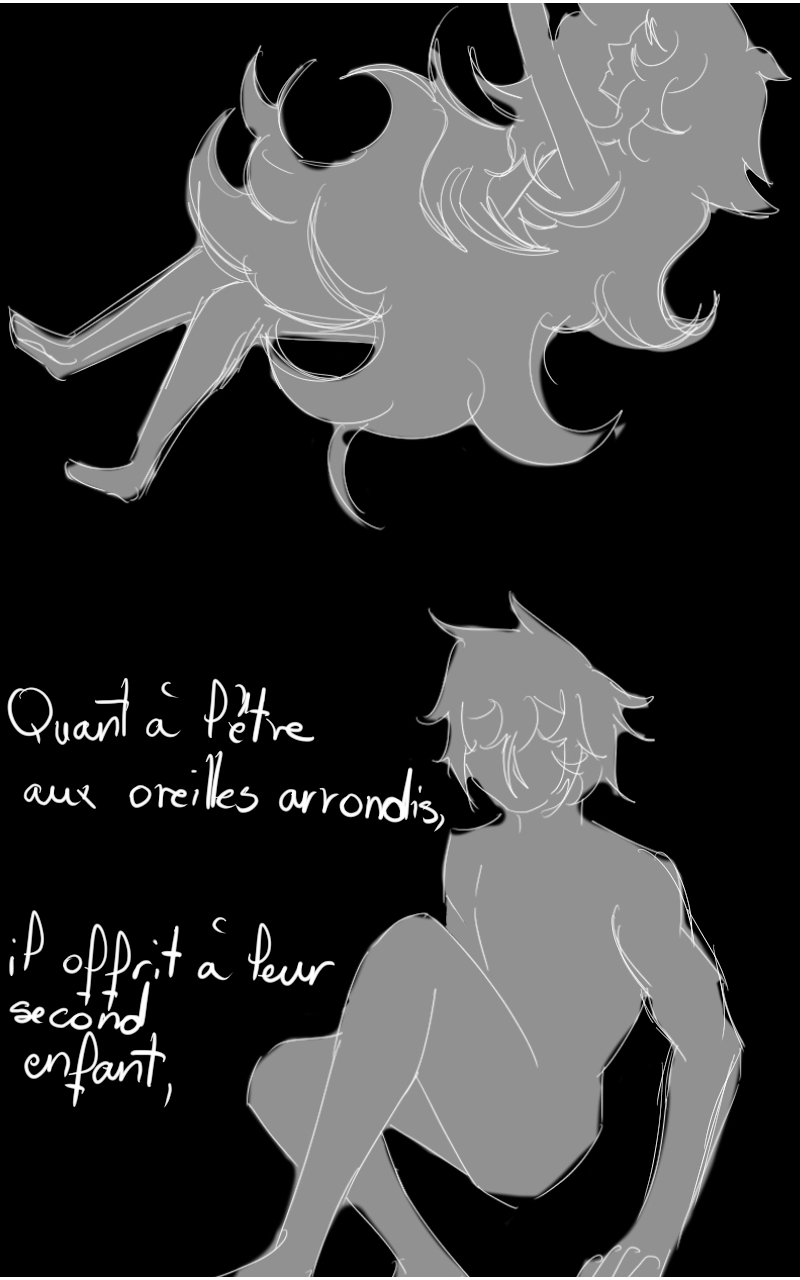 Quant à l'être
aux oreilles arrondis,
il offrit à leur
second
enfant,